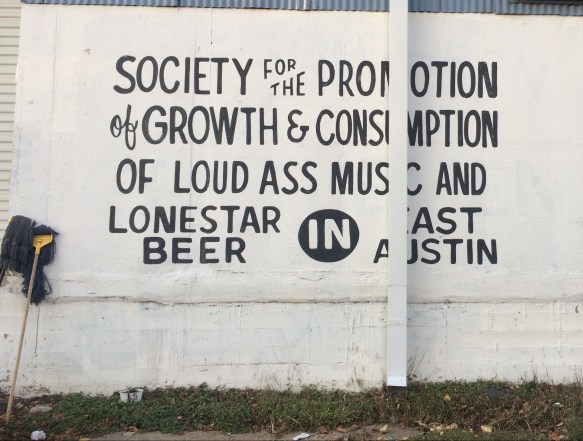 SOCIETY FOR THE PROMOTION
of GROWTH & CONSUMPTION
OF LOUD ASS MUSIC AND
LONESTAR BEER IN EAST AUSTIN